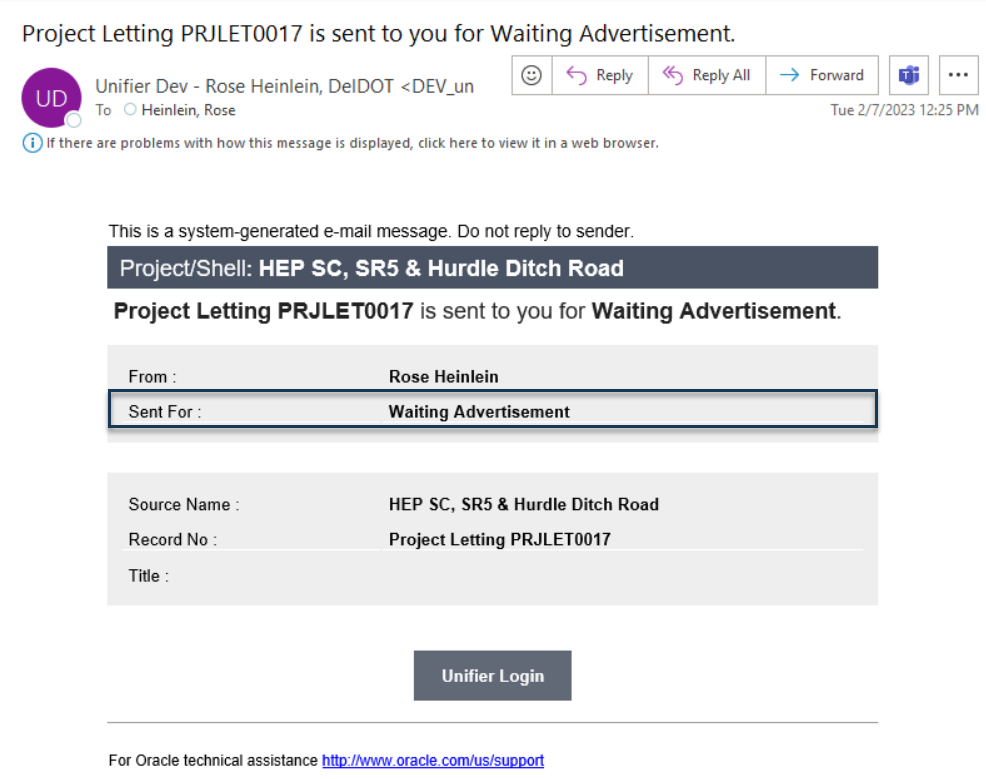 Project Letting PRJLET0017 is sent to you for Waiting Advertisement.
UD
Unifier Dev - Rose Heinlein, DelDOT <DEV_un
Reply
Reply All
Forward
To Heinlein, Rose
Tue 2/7/2023 12:25 PM
If there are problems with how this message is displayed, click here to view it in a web browser.
This is a system-generated e-mail message. Do not reply to sender.
Project/Shell: HEP SC, SR5 & Hurdle Ditch Road
Project Letting PRJLET0017 is sent to you for Waiting Advertisement.
From : Rose Heinlein
Sent For : Waiting Advertisement
Source Name : HEP SC, SR5 & Hurdle Ditch Road
Record No : Project Letting PRJLET0017
Title :
Unifier Login
For Oracle technical assistance http://www.oracle.com/us/support